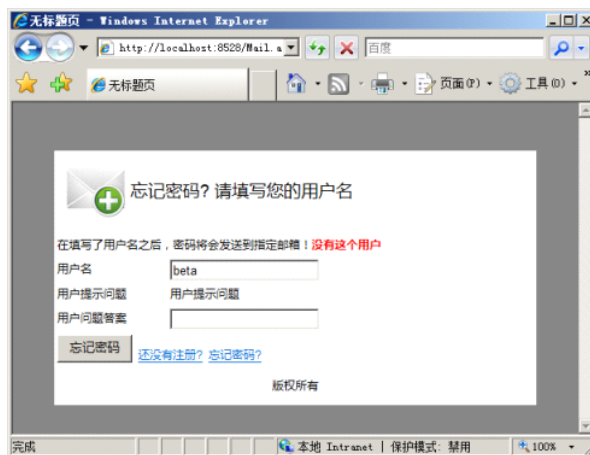 无标题页 - Windows Internet Explorer
http://localhost:8528/Mail.a
百度
无标题页
页面(P)
工具(O)
»
忘记密码? 请填写您的用户名
在填写了用户名之后，密码将会发送到指定邮箱！没有这个用户
用户名 beta
用户提示问题 用户提示问题
用户问题答案
忘记密码 还没有注册? 忘记密码?
版权所有
完成 本地 Intranet | 保护模式: 禁用 100%